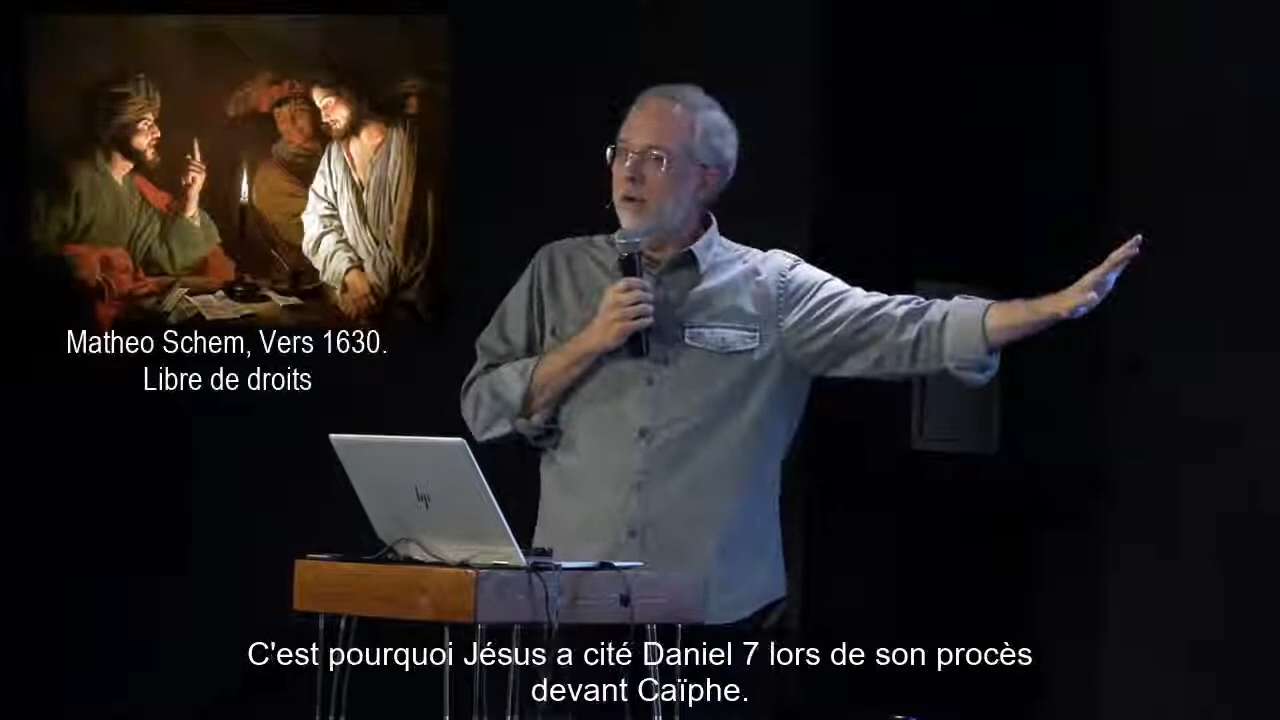 Matheo Schem, Vers 1630.
Libre de droits
hp
C'est pourquoi Jésus a cité Daniel 7 lors de son procès
devant Caïphe.